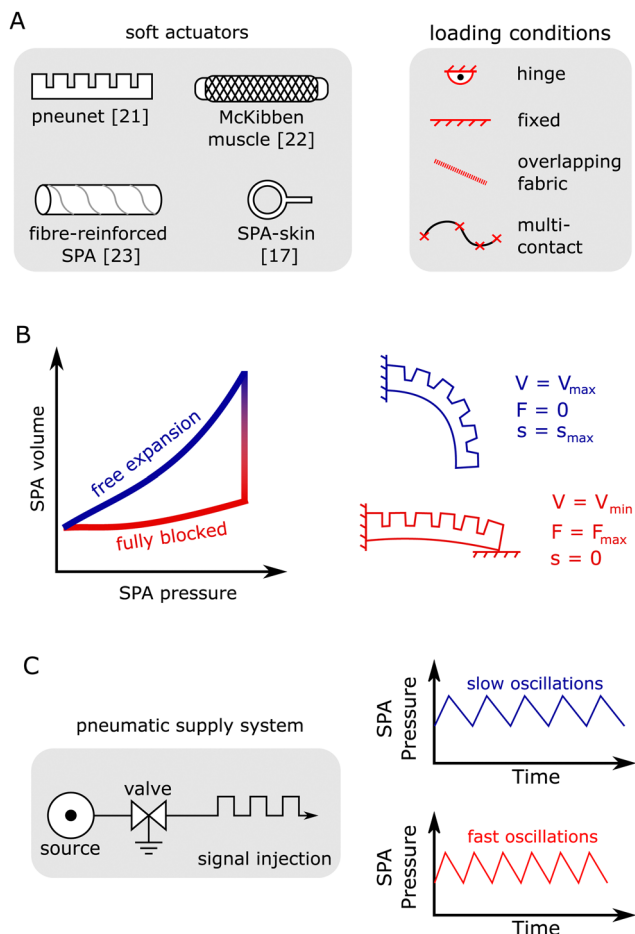 A
soft actuators
pneunet [21]
McKibben
muscle [22]
fibre-reinforced
SPA [23]
SPA-skin
[17]
loading conditions
hinge
fixed
overlapping
fabric
multi-
contact
B
SPA volume
free expansion
fully blocked
SPA pressure
V = Vmax
F = 0
s = smax
V = Vmin
F = Fmax
s = 0
C
pneumatic supply system
valve
source
signal injection
SPA
Pressure
slow oscillations
Time
SPA
Pressure
fast oscillations
Time